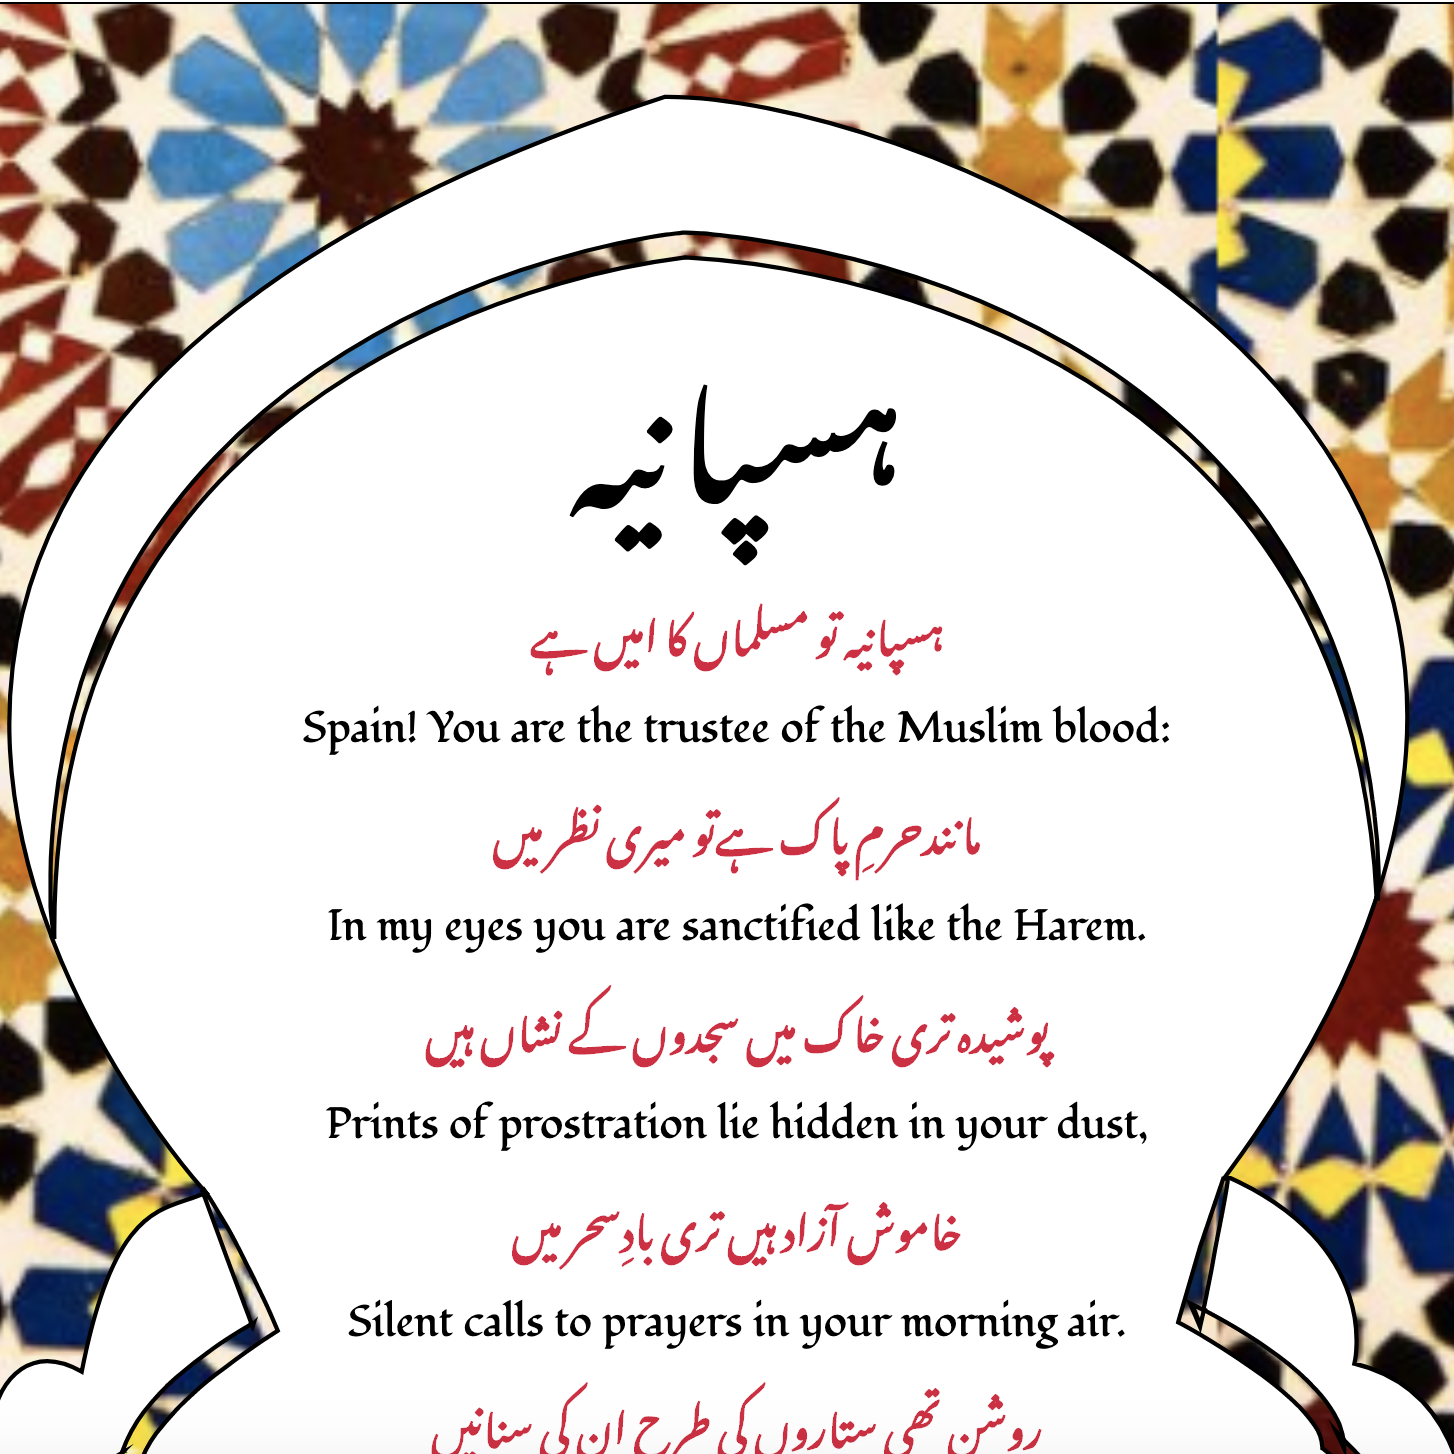 ہسپانیہ
ہسپانیہ تو مسلماں کا امیں ہے
Spain! You are the trustee of the Muslim blood:
مانند حرمِ پاک ہے تو میری نظر میں
In my eyes you are sanctified like the Harem.
پوشیدہ تری خاک میں سجدوں کے نشاں ہیں
Prints of prostration lie hidden in your dust,
خاموش آزاد ہیں تری بادِ سحر میں
Silent calls to prayers in your morning air.
روشن تھی ستاروں کی طرح ان کی سنانیں